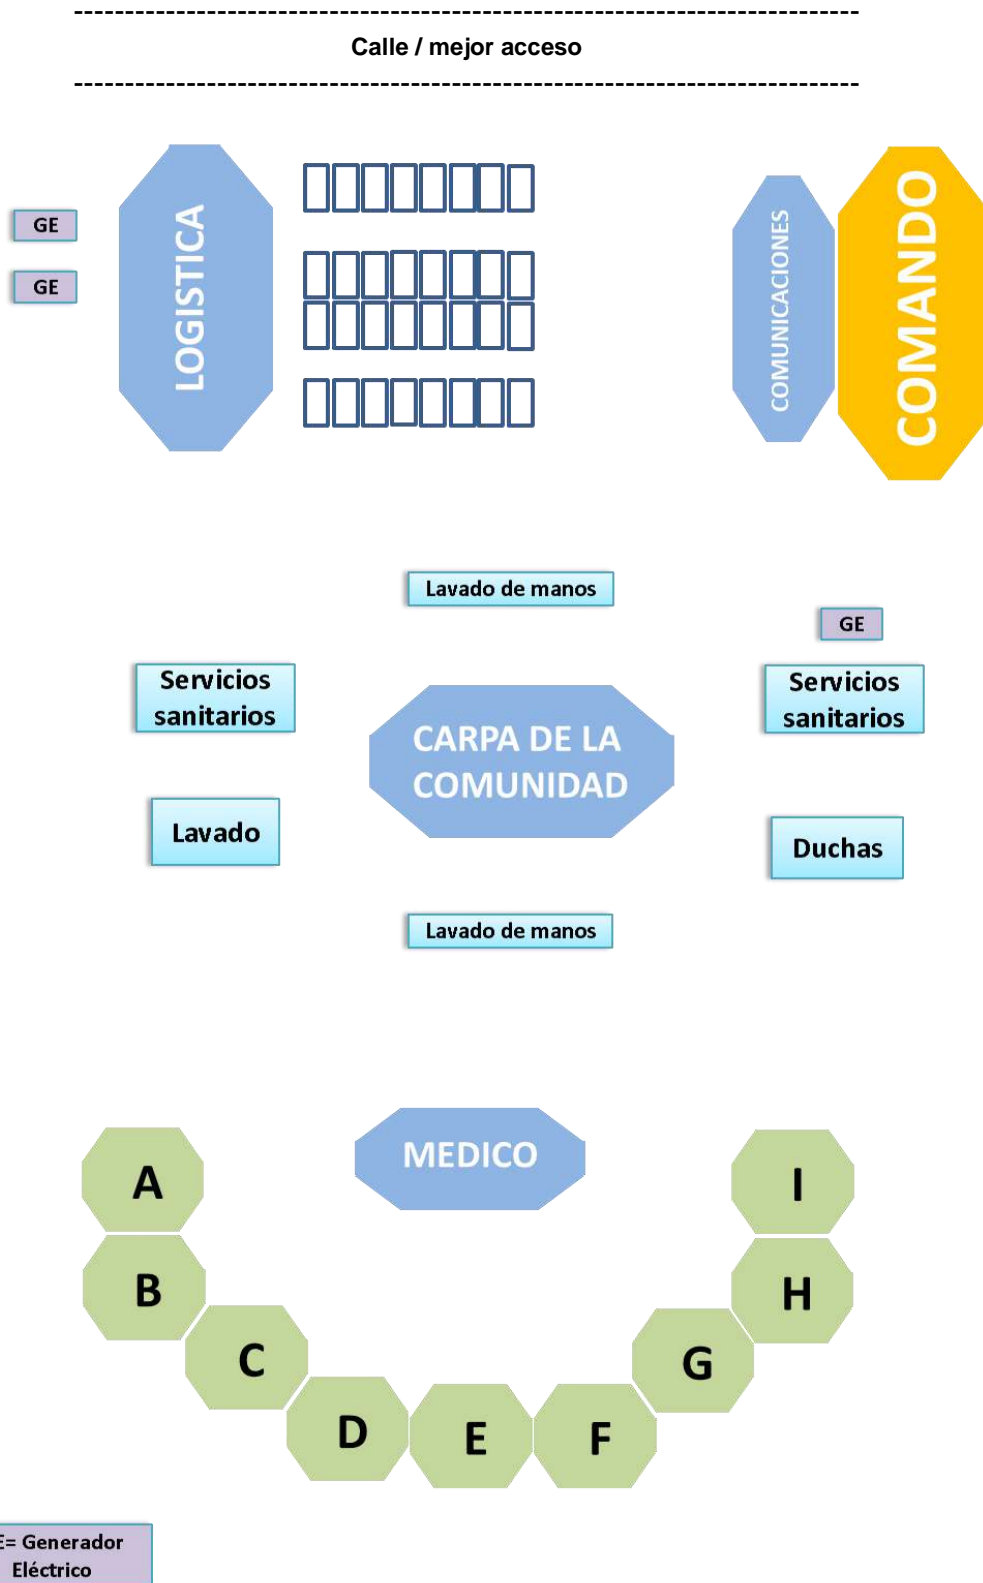 Calle / mejor acceso
LOGISTICA
COMUNICACIONES
COMANDO
GE
GE
Lavado de manos
GE
Servicios
sanitarios
Servicios
sanitarios
CARPA DE LA
COMUNIDAD
Lavado
Duchas
Lavado de manos
MEDICO
A
I
B
H
C
G
D
E
F
E= Generador
Eléctrico